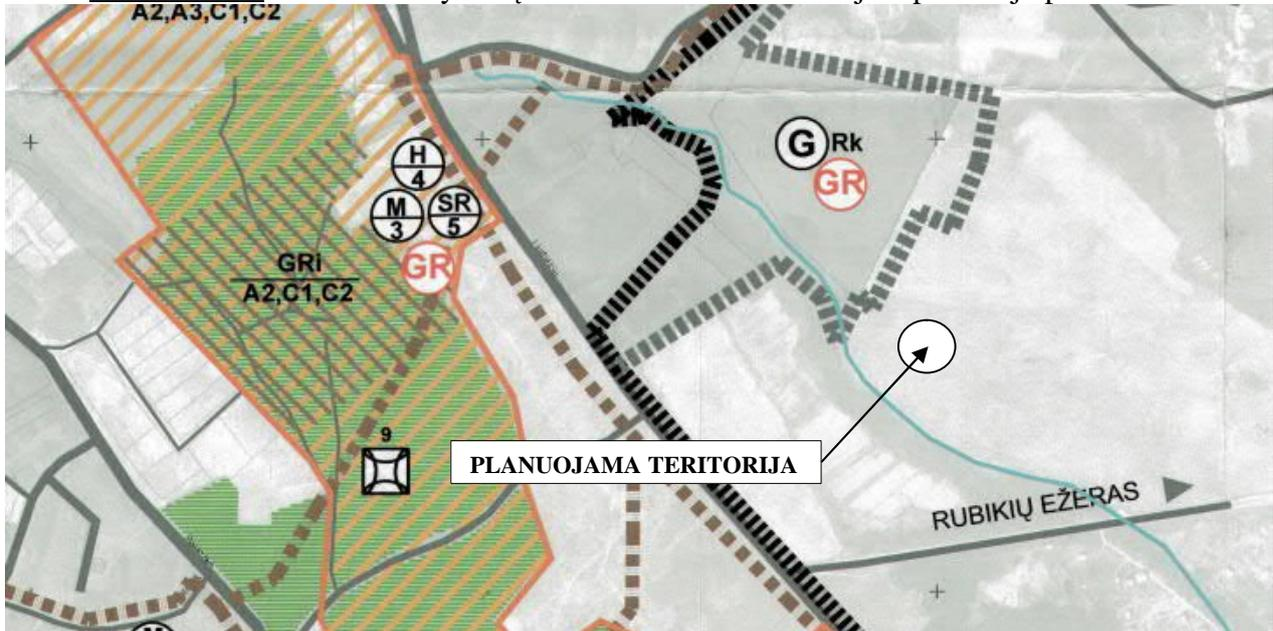 A2,A3,C1,C2
G Rk
GR
H
4
M
3
SR
5
GR
GRi
A2,C1,C2
9
PLANUOJAMA TERITORIJA
RUBIKIŲ EŽERAS